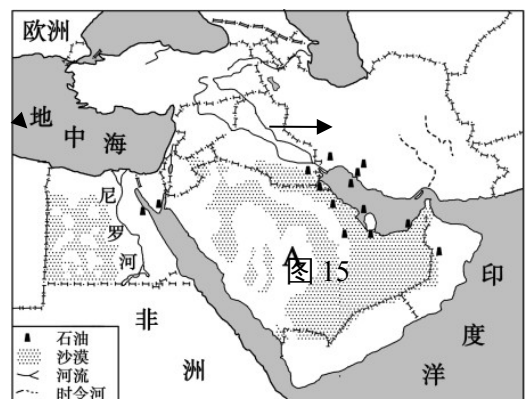 欧洲
地
中
海
尼
罗
河
A
图 15
印
度
洋
非
洲
石油
沙漠
河流
时令河